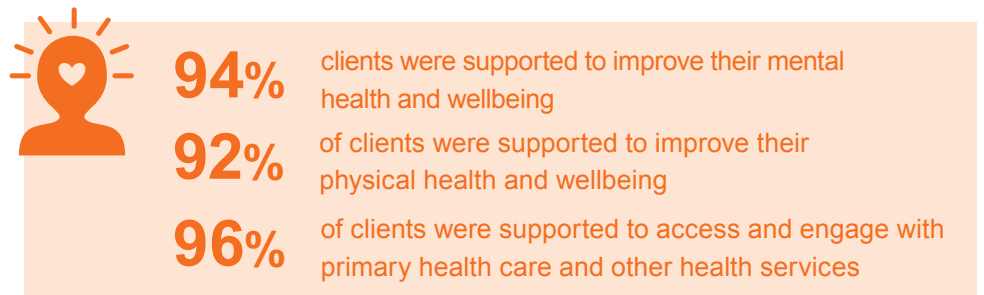 94% clients were supported to improve their mental
health and wellbeing
92% of clients were supported to improve their
physical health and wellbeing
96% of clients were supported to access and engage with
primary health care and other health services